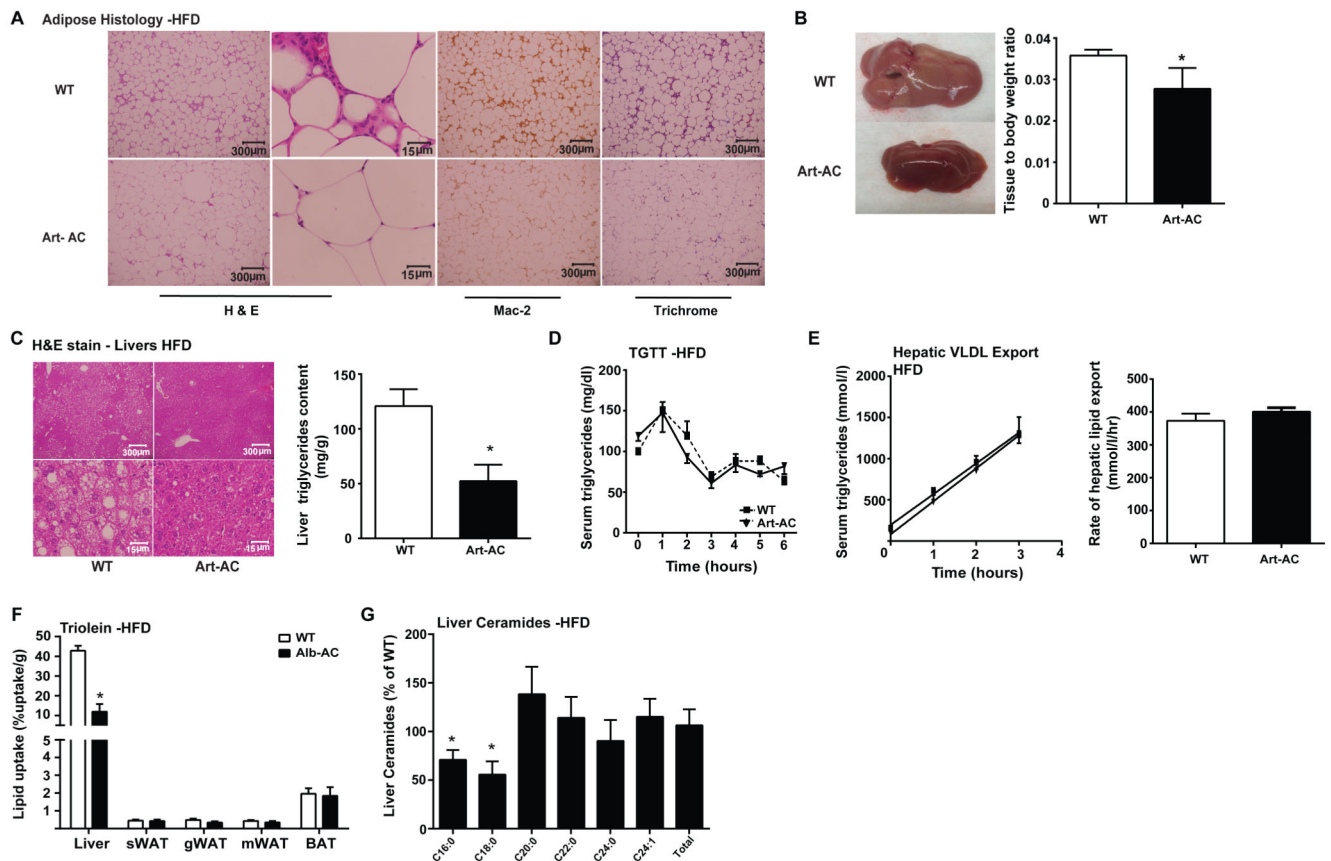 A
Adipose Histology -HFD
WT
Art- AC
300µm
15µm
300µm
300µm
300µm
15µm
300µm
300µm
H & E
Mac-2
Trichrome
B
WT
Art-AC
Tissue to body weight ratio
0.04
0.03
0.02
0.01
0
*
WT
Art-AC
C
H&E stain - Livers HFD
300µm
300µm
15µm
15µm
WT
Art-AC
Liver triglycerides content
(mg/g)
150
100
50
0
*
WT
Art-AC
D
TGTT -HFD
Serum triglycerides (mg/dl)
200
150
100
50
0
0 1 2 3 4 5 6
WT
Art-AC
Time (hours)
E
Hepatic VLDL Export
HFD
Serum triglycerides (mmol/l)
1500
1000
500
0 1 2 3 4
Time (hours)
Rate of hepatic lipid export
(mmol/l/hr)
500
400
300
200
100
0
WT
Art-AC
F
Triolein -HFD
WT
Alb-AC
Lipid uptake (%uptake/g)
50
40
30
20
10
6
5
4
3
2
1
*
Liver sWAT gWAT mWAT BAT
G
Liver Ceramides -HFD
Liver Ceramides (% of WT)
200
150
100
50
0
* *
C16:0
C18:0
C20:0
C22:0
C24:0
C24:1
Total